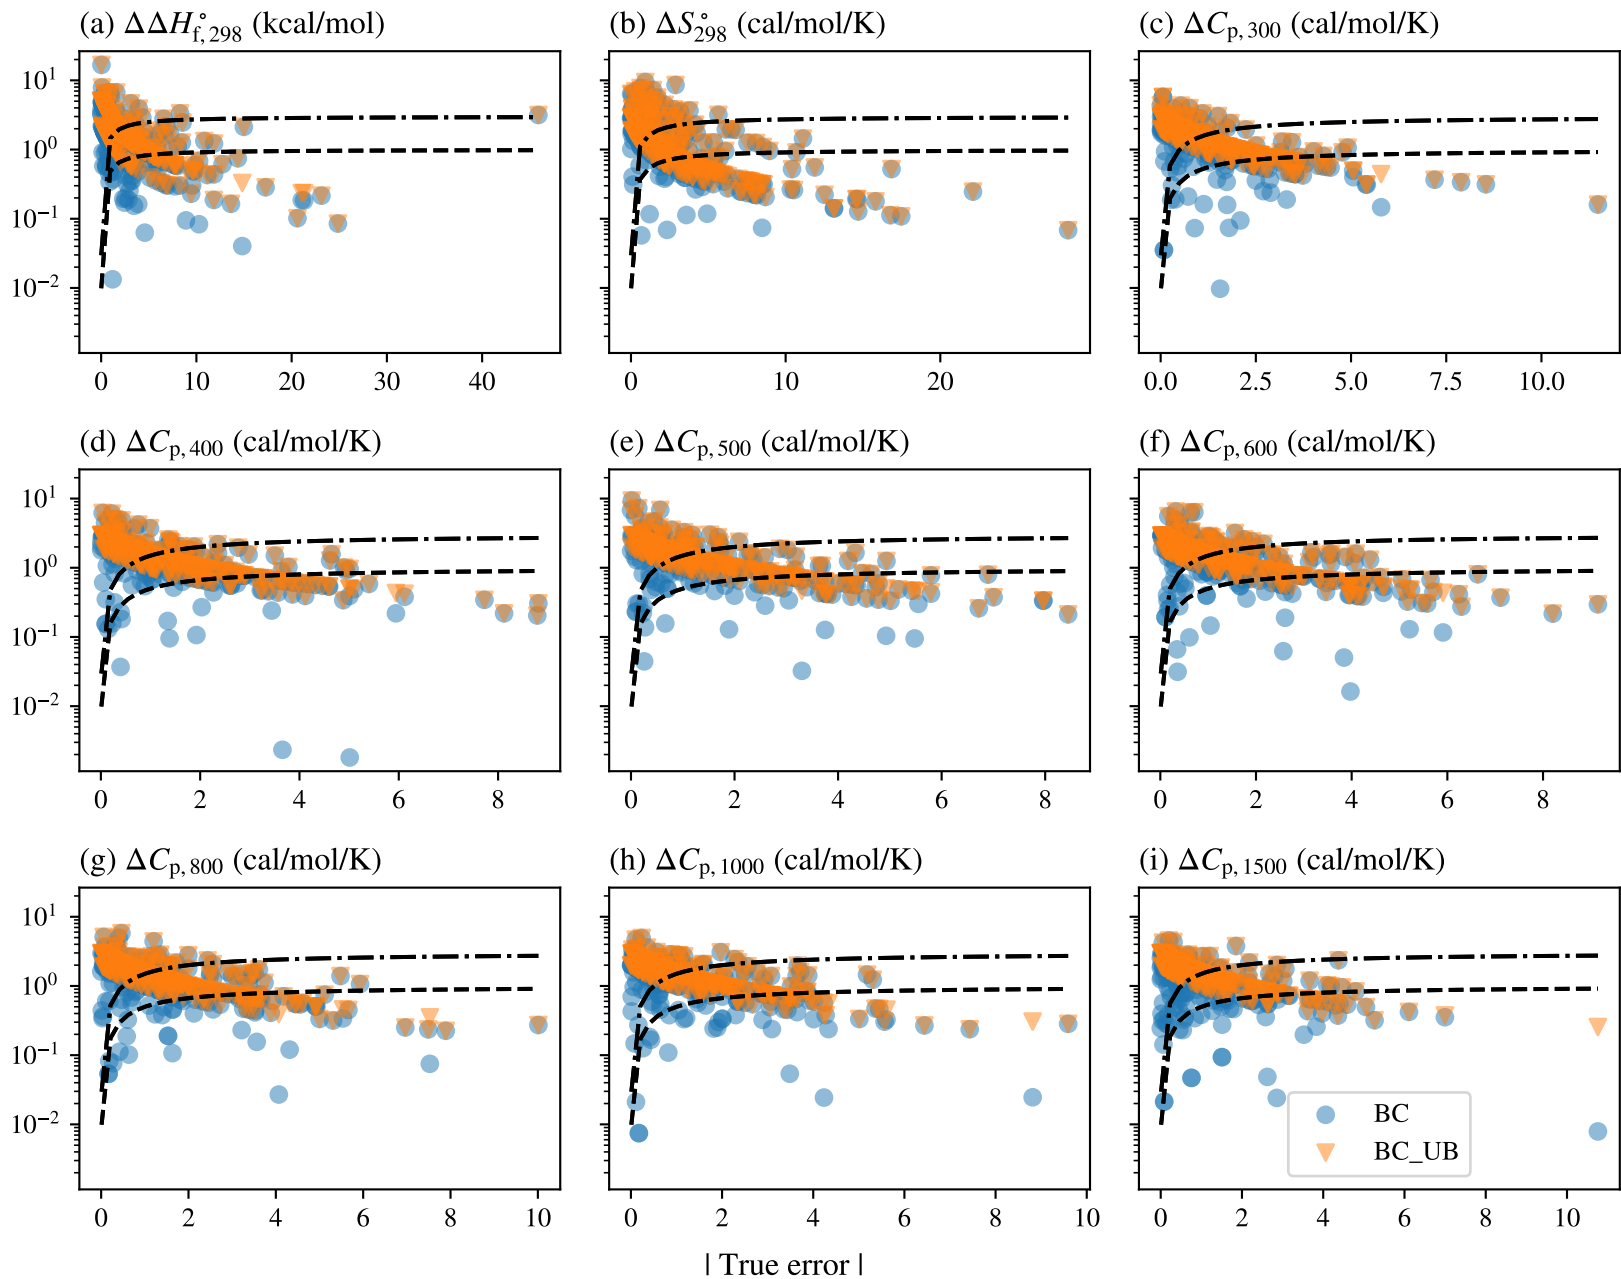 (a) ΔΔH°f, 298 (kcal/mol) (b) ΔS°298 (cal/mol/K) (c) ΔCp, 300 (cal/mol/K)
10¹
10⁰
10⁻¹
10⁻²
0 10 20 30 40 0 10 20 0.0 2.5 5.0 7.5 10.0
(d) ΔCp, 400 (cal/mol/K) (e) ΔCp, 500 (cal/mol/K) (f) ΔCp, 600 (cal/mol/K)
10¹
10⁰
10⁻¹
10⁻²
0 2 4 6 8 0 2 4 6 8 0 2 4 6 8
(g) ΔCp, 800 (cal/mol/K) (h) ΔCp, 1000 (cal/mol/K) (i) ΔCp, 1500 (cal/mol/K)
10¹
10⁰
10⁻¹
10⁻²
BC
BC_UB
0 2 4 6 8 10 0 2 4 6 8 10 0 2 4 6 8 10
| True error |